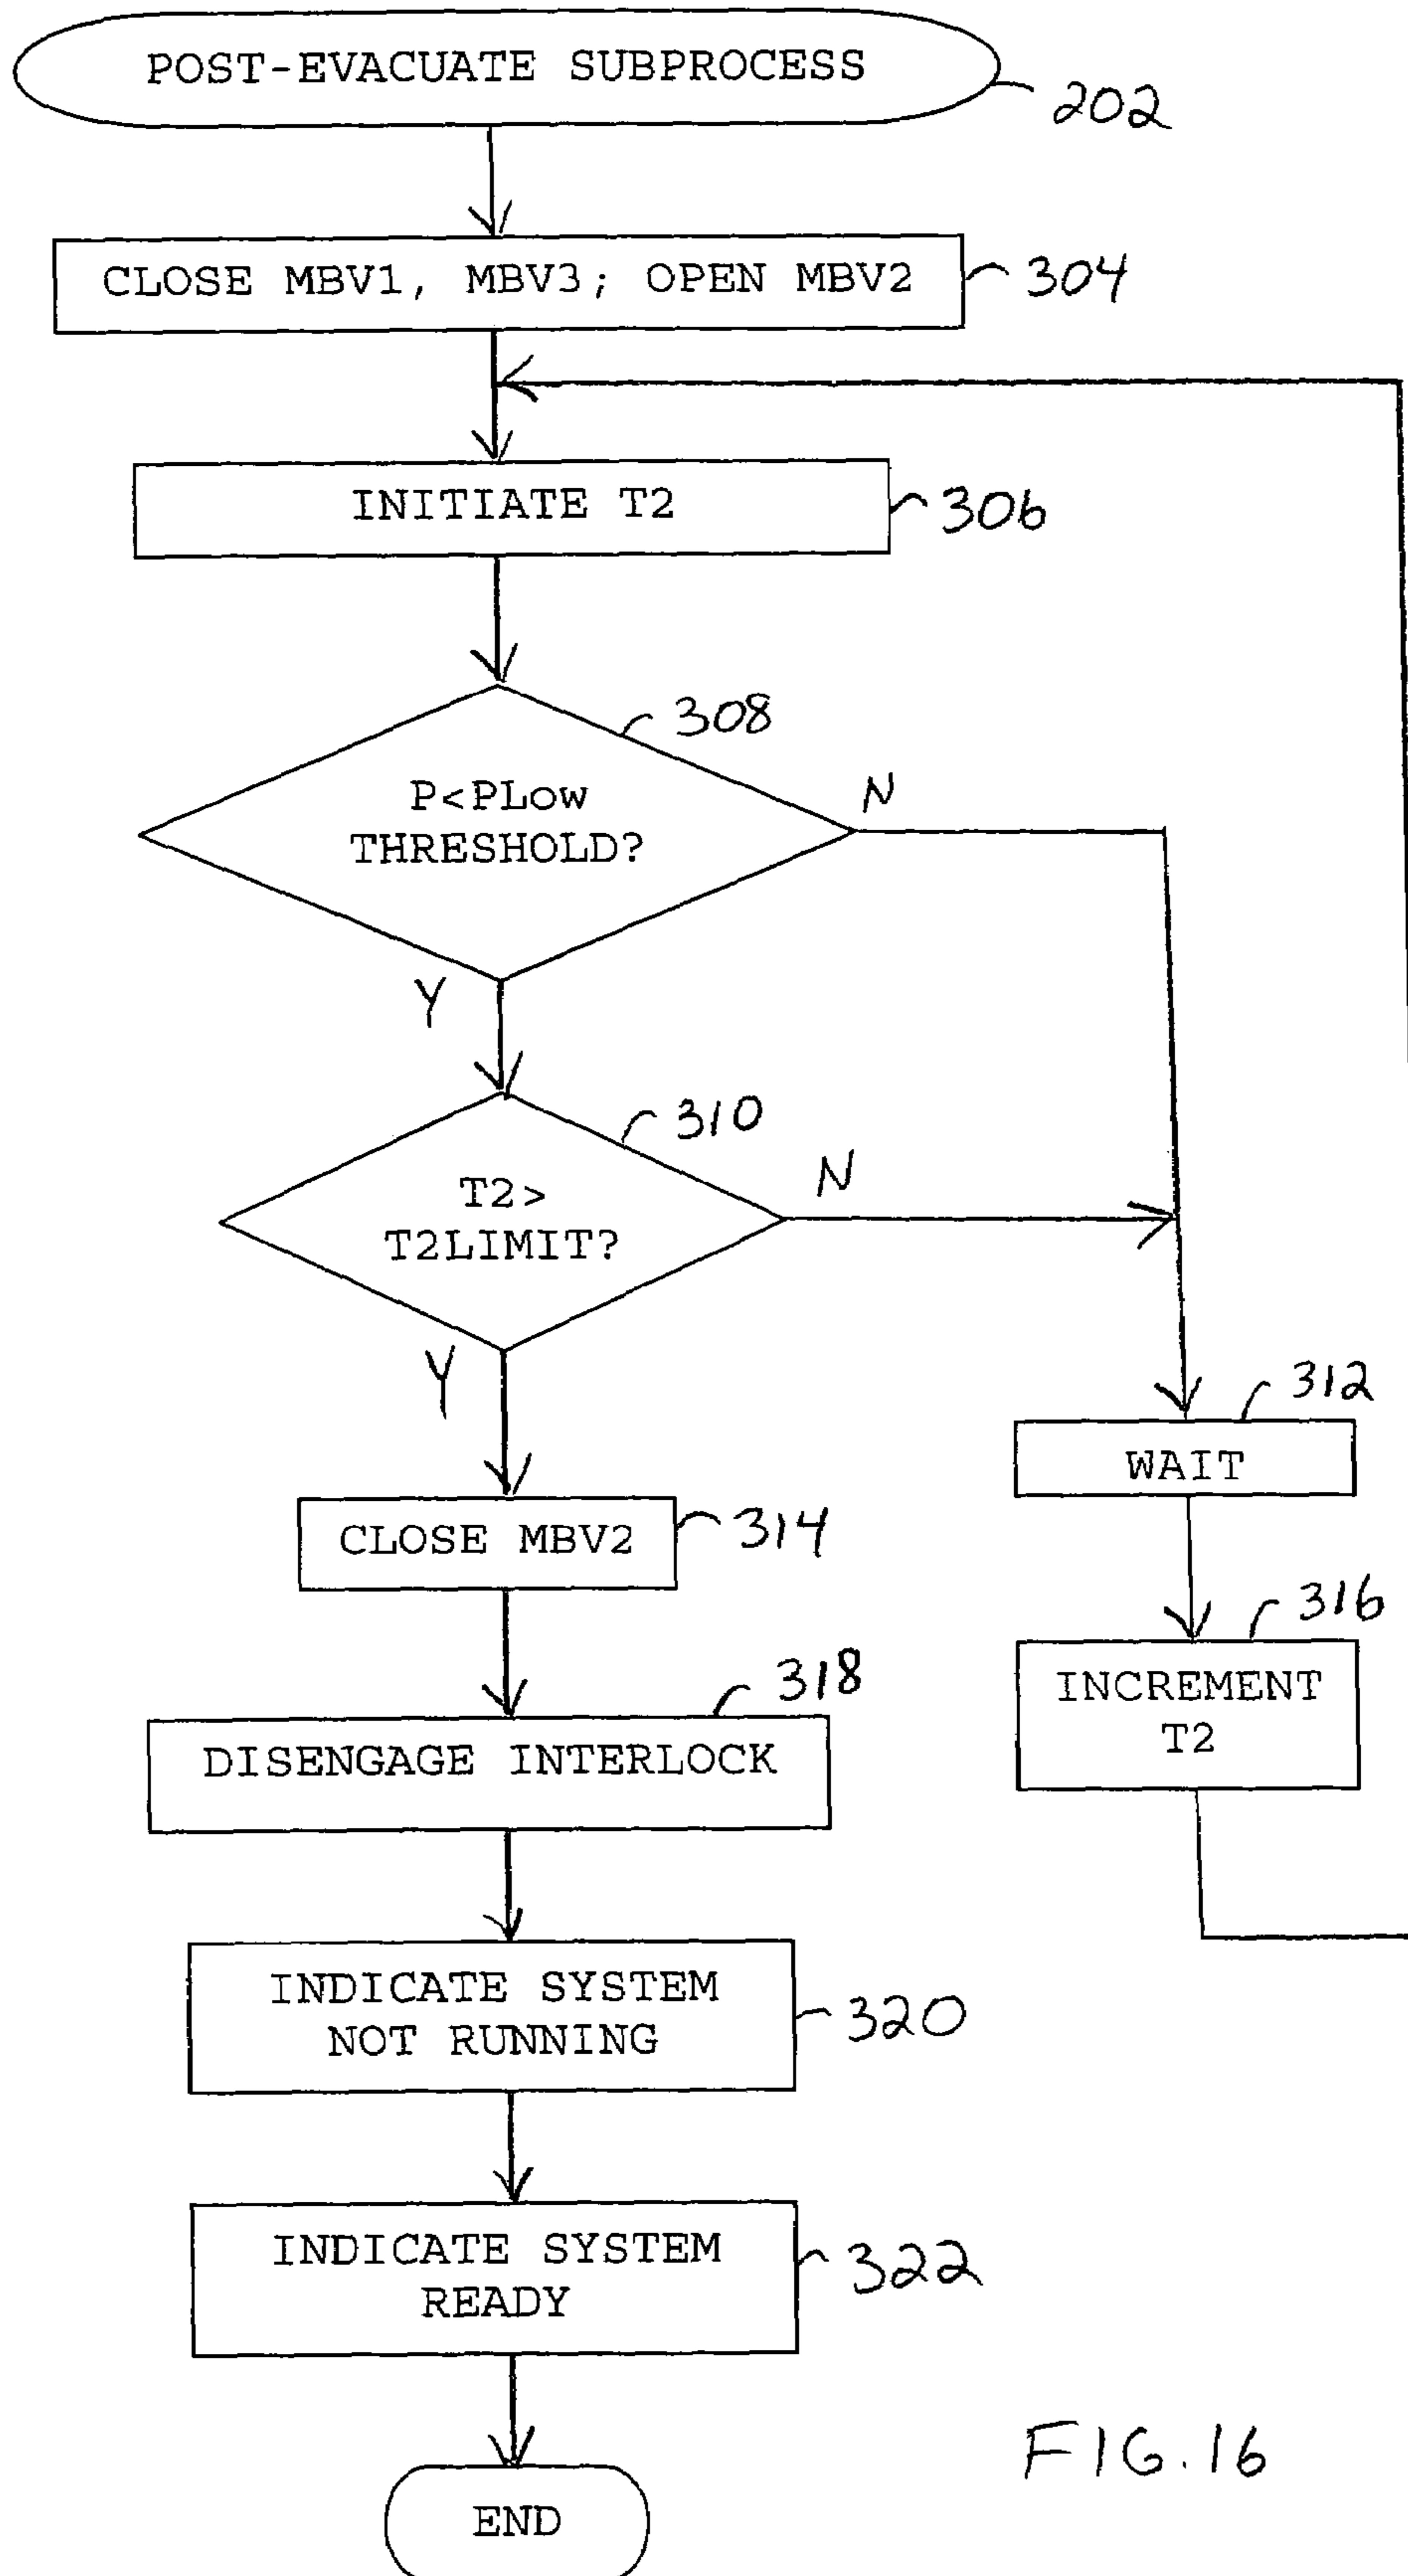 POST-EVACUATE SUBPROCESS
202
CLOSE MBV1, MBV3; OPEN MBV2
304
INITIATE T2
306
308
P<PLow
THRESHOLD?
N
Y
310
T2>
T2LIMIT?
N
Y
312
WAIT
CLOSE MBV2
314
316
INCREMENT
T2
318
DISENGAGE INTERLOCK
INDICATE SYSTEM
NOT RUNNING
320
INDICATE SYSTEM
READY
322
END
FIG.16